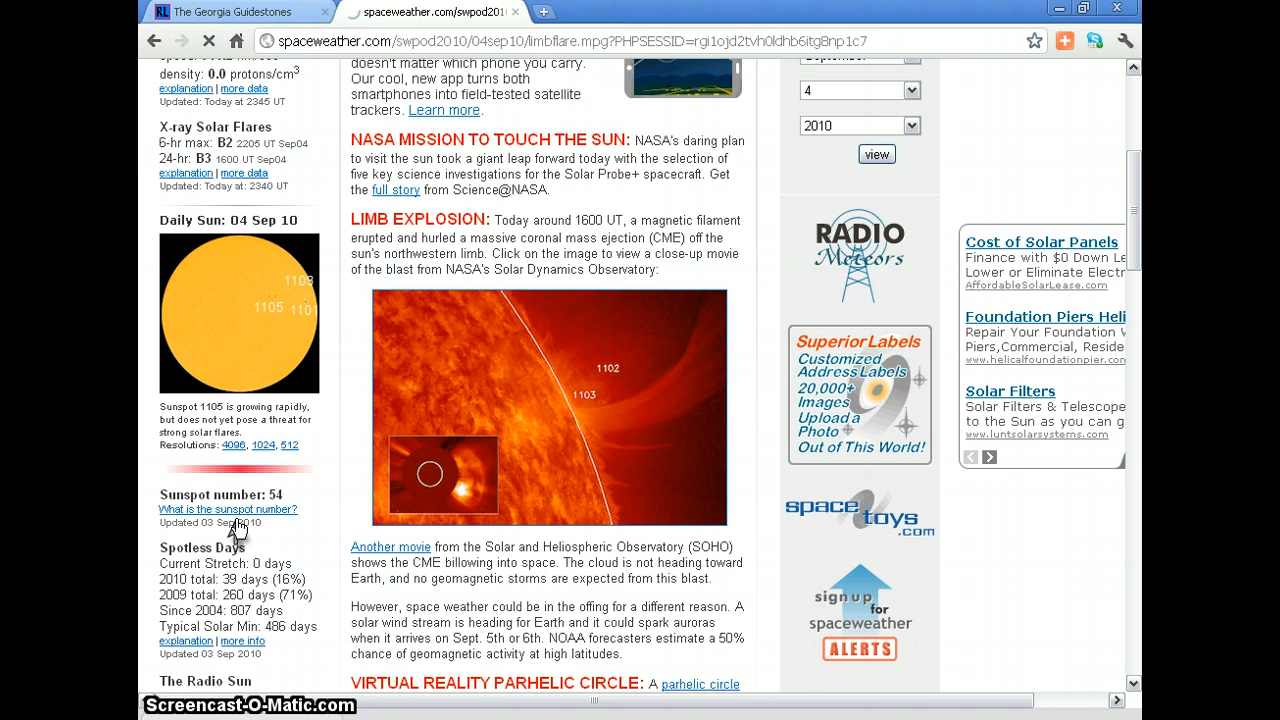 The Georgia Guidestones
spaceweather.com/swpod201
spaceweather.com/swpod2010/04sep10/limbflare.mpg?PHPSESSID=rgi1ojd2tvh0ldhb6itg8np1c7
density: 0.0 protons/cm3
explanation | more data
Updated: Today at 2345 UT
X-ray Solar Flares
6-hr max: B2 2205 UT Sep04
24-hr: B3 1600 UT Sep04
explanation | more data
Updated: Today at: 2340 UT
Daily Sun: 04 Sep 10
1103
1105 1101
Sunspot 1105 is growing rapidly,
but does not yet pose a threat for
strong solar flares.
Resolutions: 4096, 1024, 512
Sunspot number: 54
What is the sunspot number?
Updated 03 Sep 2010
Spotless Days
Current Stretch: 0 days
2010 total: 39 days (16%)
2009 total: 260 days (71%)
Since 2004: 807 days
Typical Solar Min: 486 days
explanation | more info
Updated 03 Sep 2010
The Radio Sun
doesn't matter which phone you carry.
Our cool, new app turns both
smartphones into field-tested satellite
trackers. Learn more.
NASA MISSION TO TOUCH THE SUN: NASA's daring plan
to visit the sun took a giant leap forward today with the selection of
five key science investigations for the Solar Probe+ spacecraft. Get
the full story from Science@NASA.
LIMB EXPLOSION: Today around 1600 UT, a magnetic filament
erupted and hurled a massive coronal mass ejection (CME) off the
sun's northwestern limb. Click on the image to view a close-up movie
of the blast from NASA's Solar Dynamics Observatory:
1102
1103
Another movie from the Solar and Heliospheric Observatory (SOHO)
shows the CME billowing into space. The cloud is not heading toward
Earth, and no geomagnetic storms are expected from this blast.
However, space weather could be in the offing for a different reason. A
solar wind stream is heading for Earth and it could spark auroras
when it arrives on Sept. 5th or 6th. NOAA forecasters estimate a 50%
chance of geomagnetic activity at high latitudes.
VIRTUAL REALITY PARHELIC CIRCLE: A parhelic circle
4
2010
view
RADIO
Meteors
Superior Labels
Customized
Address Labels
20,000+
Images
Upload a
Photo
Out of This World!
space
toys.com
sign up
for
spaceweather
ALERTS
Cost of Solar Panels
Finance with $0 Down Le
Lower or Eliminate Electr
AffordableSolarLease.com
Foundation Piers Heli
Repair Your Foundation
Piers,Commercial, Reside
www.helicalfoundationpier.com
Solar Filters
Solar Filters & Telescope
to the Sun as you can g
www.luntsolarsystems.com
Screencast-O-Matic.com